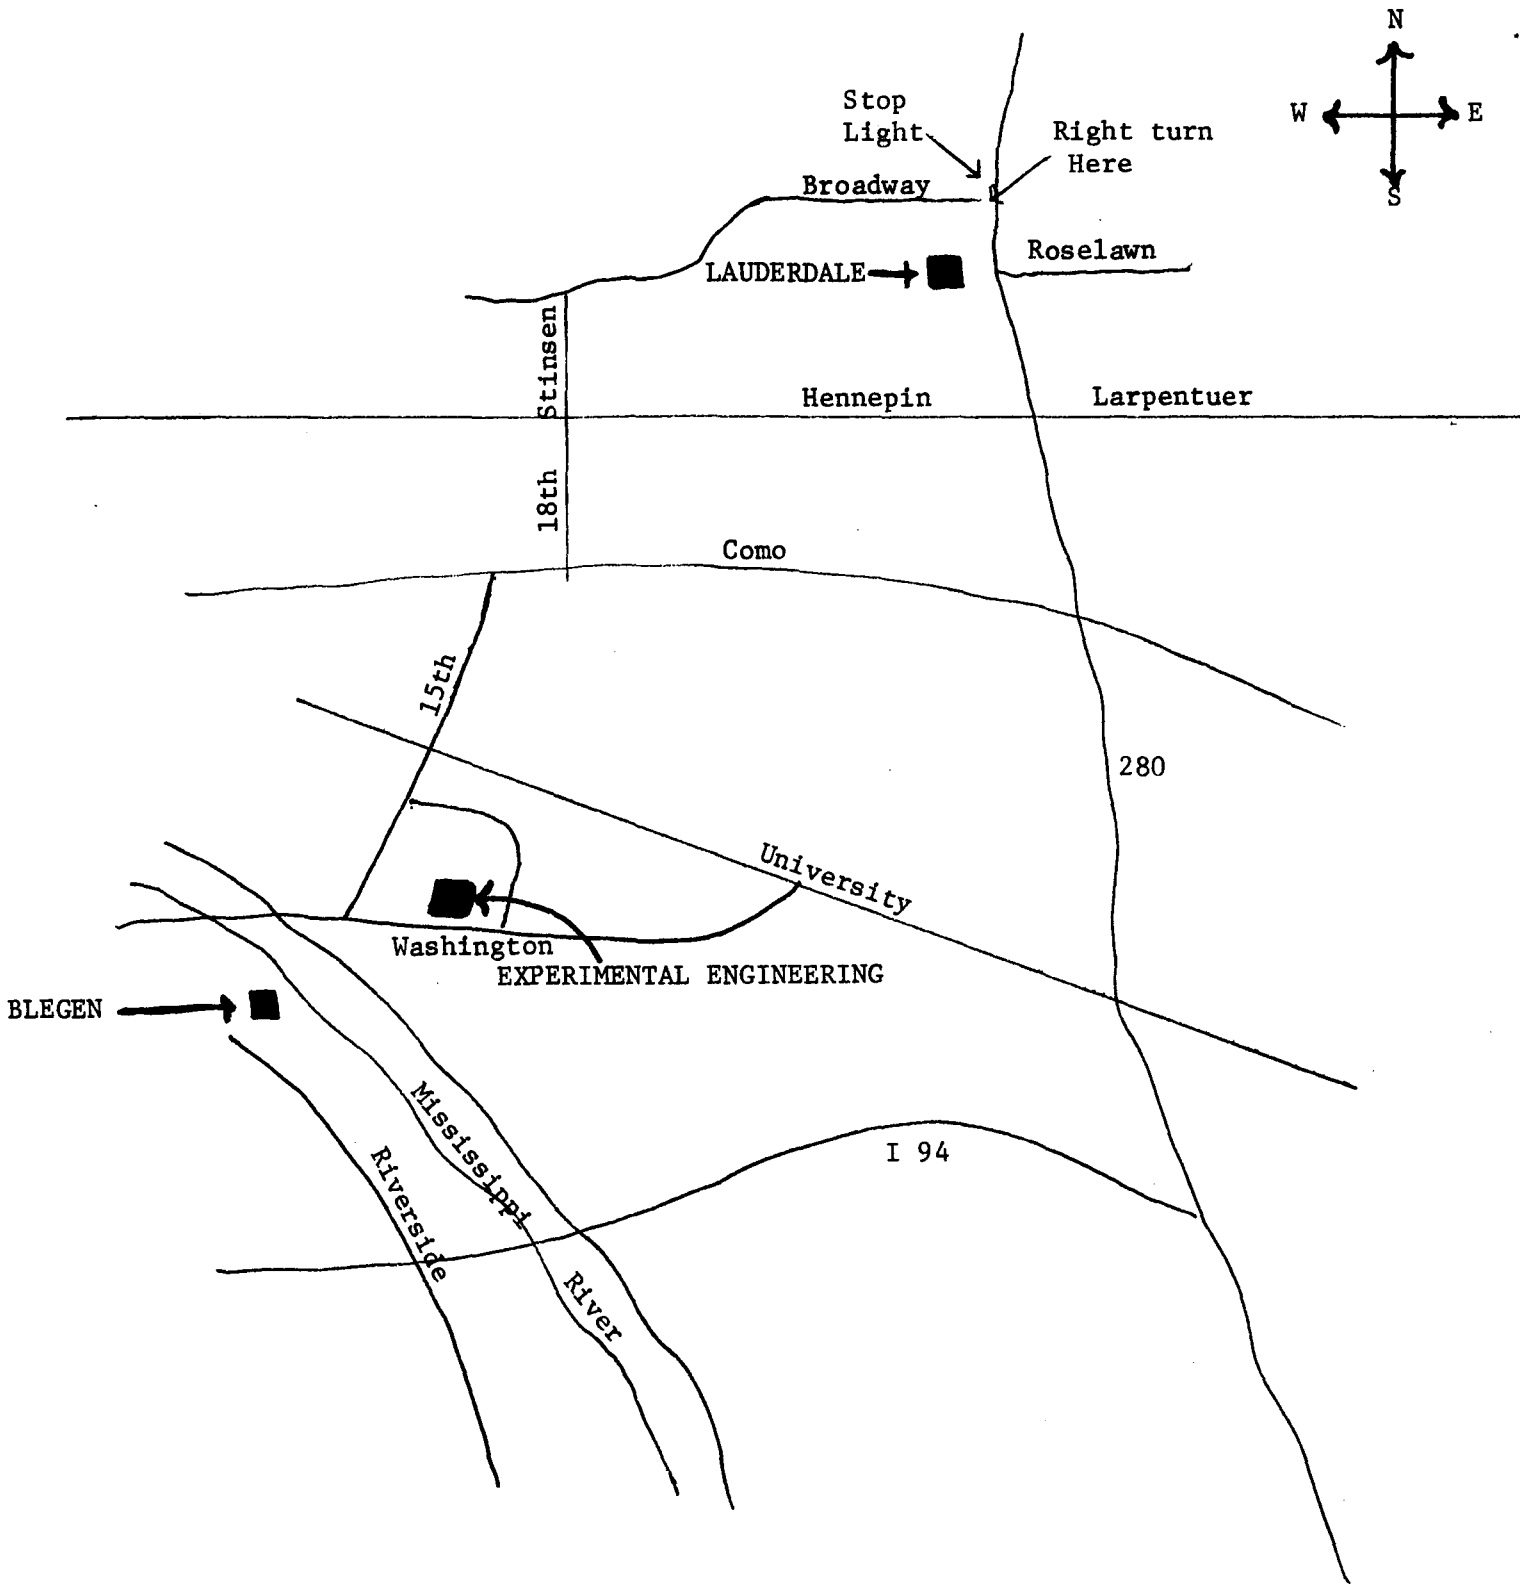 N
W E
S
Stop
Light
Right turn
Here
Broadway
Roselawn
LAUDERDALE
Stinsen
Hennepin
Larpentuer
18th
Como
15th
280
University
Washington
EXPERIMENTAL ENGINEERING
BLEGEN
Mississippi
River
I 94
Riverside